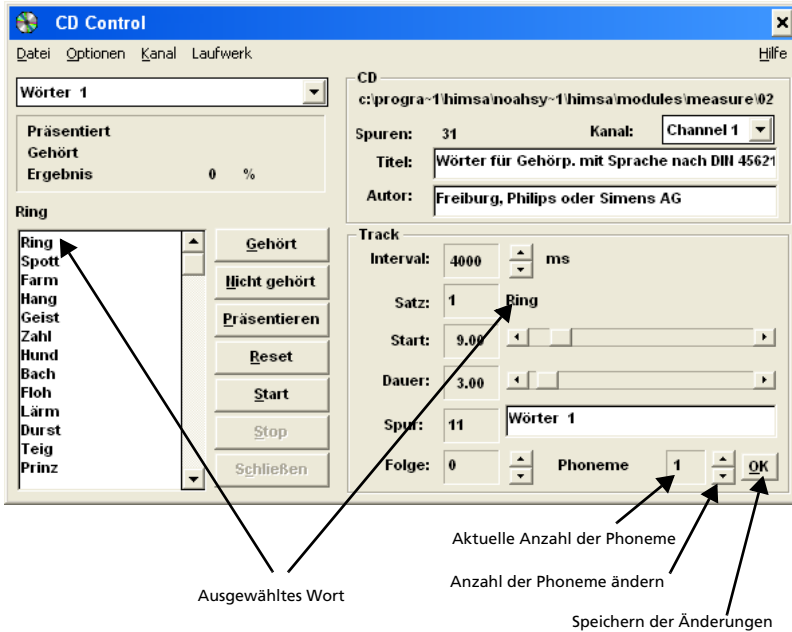 CD Control
Datei Optionen Kanal Laufwerk Hilfe
Wörter 1
Präsentiert
Gehört
Ergebnis 0 %
Ring
Ring
Spott
Farm
Hang
Geist
Zahl
Hund
Bach
Floh
Lärm
Durst
Teig
Prinz
Gehört
Nicht gehört
Präsentieren
Reset
Start
Stop
Schließen
CD
c:\progra~1\himsa\noahsy~1\himsa\modules\measure\02
Spuren: 31 Kanal: Channel 1
Titel: Wörter für Gehörp. mit Sprache nach DIN 45621
Autor: Freiburg, Philips oder Simens AG
Track
Interval: 4000 ms
Satz: 1 Ring
Start: 9.00
Dauer: 3.00
Spur: 11 Wörter 1
Folge: 0 Phoneme 1 OK
Aktuelle Anzahl der Phoneme
Anzahl der Phoneme ändern
Ausgewähltes Wort
Speichern der Änderungen